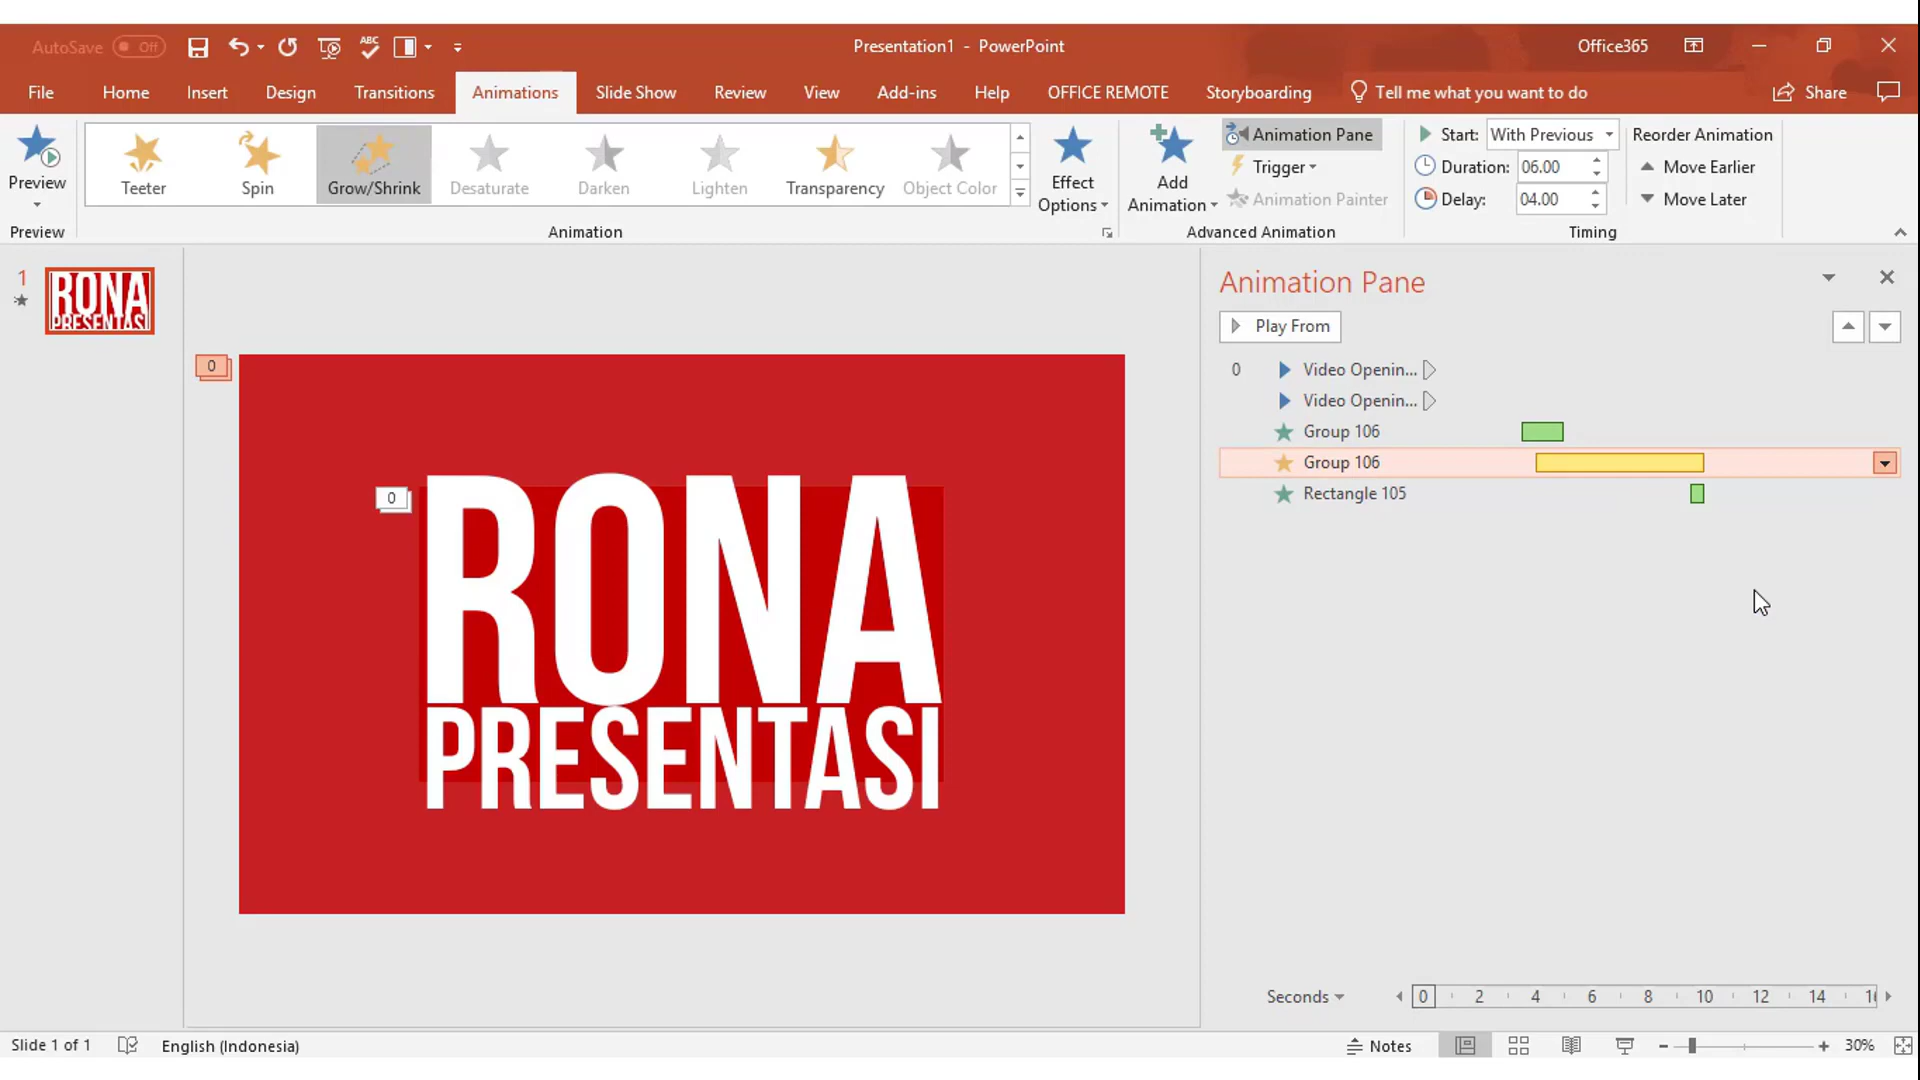 AutoSave Off
Presentation1 - PowerPoint
Office365
File Home Insert Design Transitions Animations Slide Show Review View Add-ins Help OFFICE REMOTE Storyboarding Tell me what you want to do Share
Preview
Teeter Spin Grow/Shrink Desaturate Darken Lighten Transparency Object Color
Effect Options
Add Animation
Animation Pane
Trigger
Animation Painter
Start: With Previous
Duration: 06.00
Delay: 04.00
Reorder Animation
Move Earlier
Move Later
Preview Animation Advanced Animation Timing
1
RONA
PRESENTASI
0
0
RONA
PRESENTASI
Animation Pane
Play From
0 Video Openin...
Video Openin...
Group 106
Group 106
Rectangle 105
Seconds 0 2 4 6 8 10 12 14
Slide 1 of 1 English (Indonesia) Notes 30%